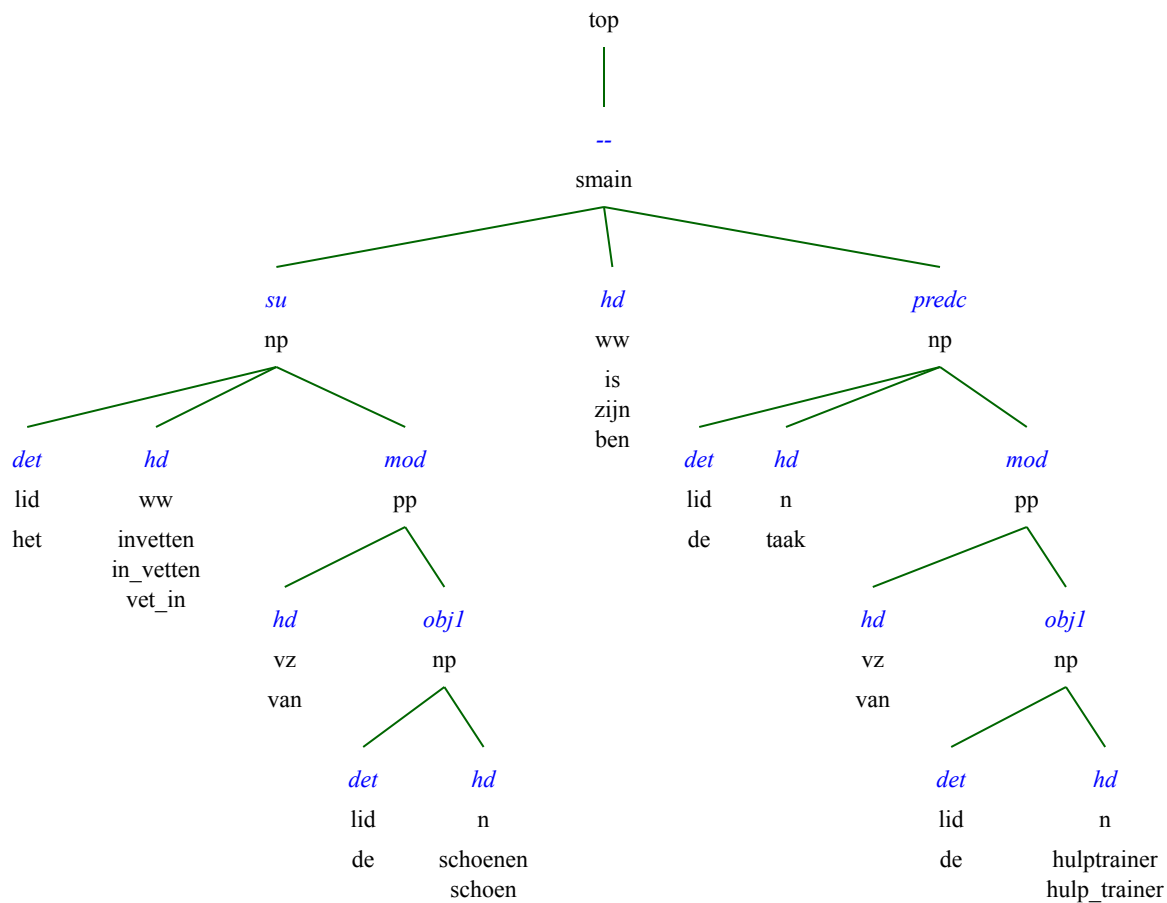 top
--
smain
su hd predc
np ww np
is
zijn
ben
det hd mod det hd mod
lid ww pp lid n pp
het invetten de taak
in_vetten
vet_in
hd obj1 hd obj1
vz np vz np
van van
det hd det hd
lid n lid n
de schoenen de hulptrainer
schoen hulp_trainer